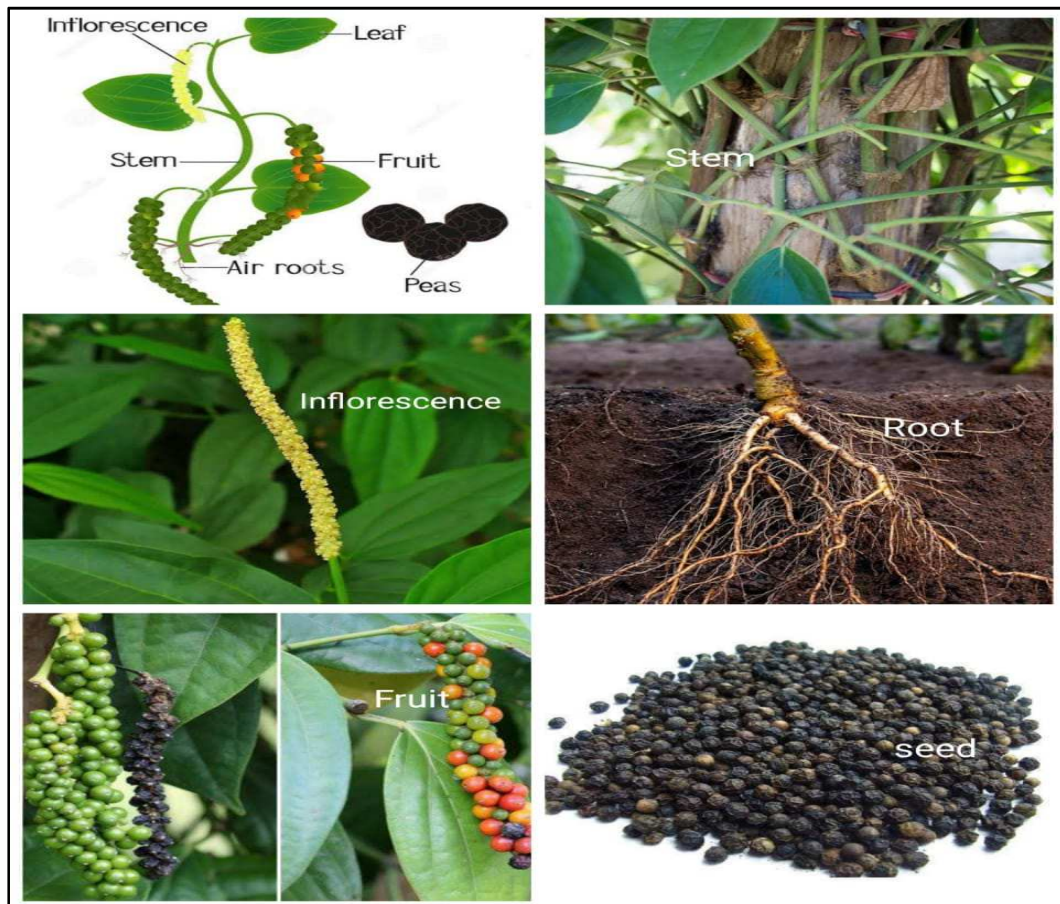 Inflorescence
Leaf
Stem
Fruit
Air roots
Peas
Stem
Inflorescence
Root
Fruit
seed